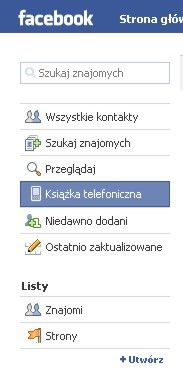 facebook Strona głów
Szukaj znajomych
Wszystkie kontakty
Szukaj znajomych
Przeglądaj
Książka telefoniczna
Niedawno dodani
Ostatnio zaktualizowane
Listy
Znajomi
Strony
+ Utwórz